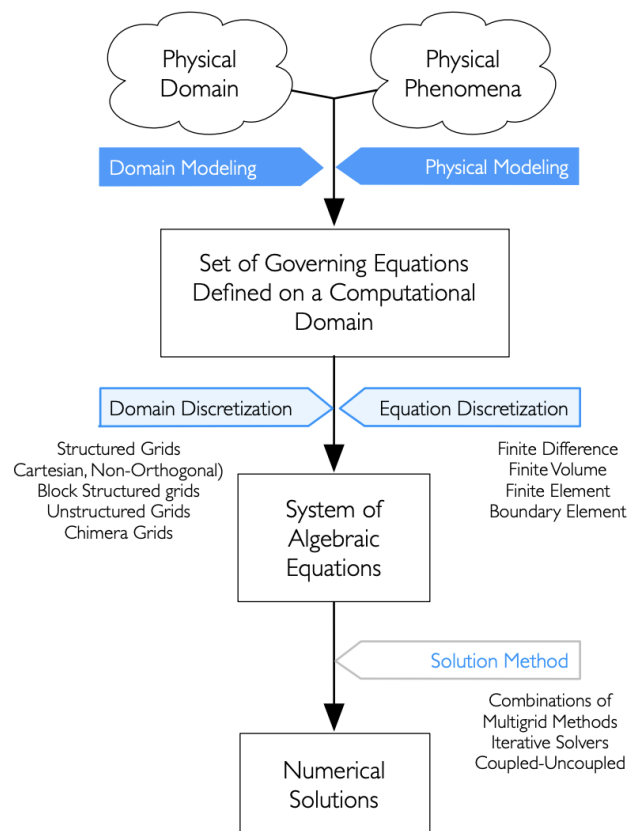 Physical
Domain
Physical
Phenomena
Domain Modeling
Physical Modeling
Set of Governing Equations
Defined on a Computational
Domain
Domain Discretization
Equation Discretization
Structured Grids
Cartesian, Non-Orthogonal)
Block Structured grids
Unstructured Grids
Chimera Grids
Finite Difference
Finite Volume
Finite Element
Boundary Element
System of
Algebraic
Equations
Solution Method
Combinations of
Multigrid Methods
Iterative Solvers
Coupled-Uncoupled
Numerical
Solutions